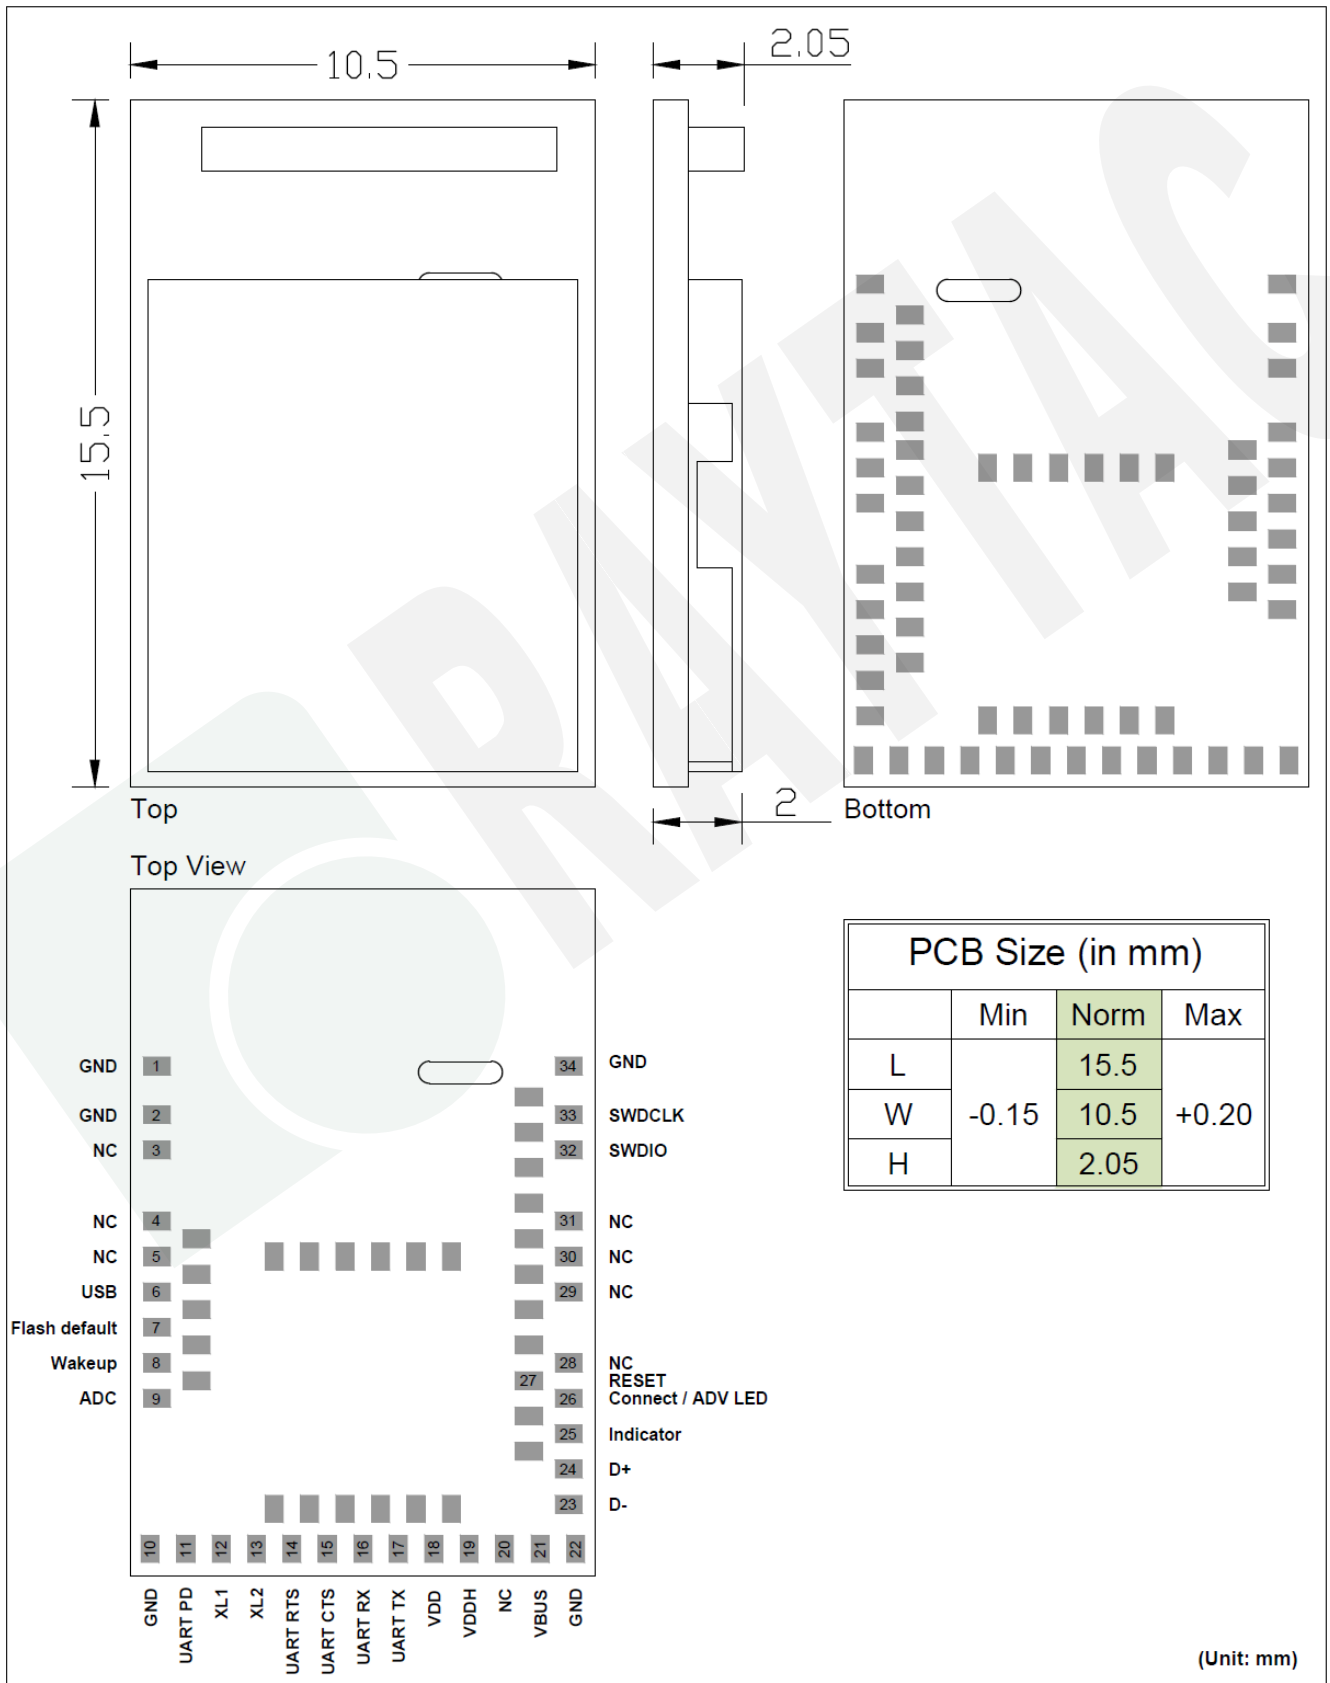 10.5
2.05
15.5
RAYTAC
Top
2
Bottom
Top View
PCB Size (in mm)
Min Norm Max
L 15.5
W -0.15 10.5 +0.20
H 2.05
GND 1 34 GND
GND 2 33 SWDCLK
NC 3 32 SWDIO
NC 4 31 NC
NC 5 30 NC
USB 6 29 NC
Flash default 7
Wakeup 8 28 NC
27 RESET
ADC 9 26 Connect / ADV LED
25 Indicator
24 D+
23 D-
10 11 12 13 14 15 16 17 18 19 20 21 22
GND UART PD XL1 XL2 UART RTS UART CTS UART RX UART TX VDD VDDH NC VBUS GND
(Unit: mm)